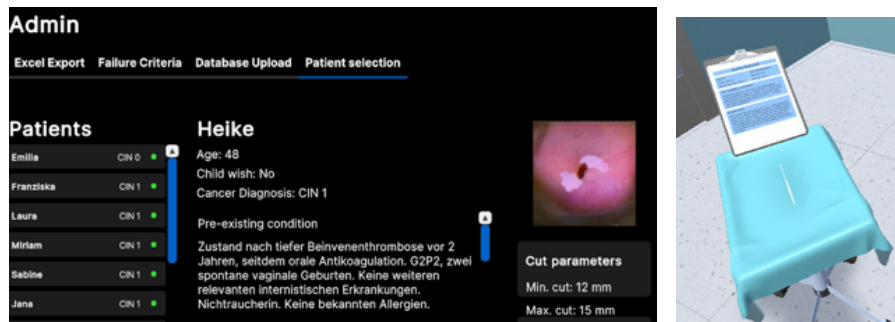 Admin
Excel Export Failure Criteria Database Upload Patient selection
Patients
Emilia CIN 0
Franziska CIN 1
Laura CIN 1
Miriam CIN 1
Sabine CIN 1
Jana CIN 1
Heike
Age: 48
Child wish: No
Cancer Diagnosis: CIN 1
Pre-existing condition
Zustand nach tiefer Beinvenenthrombose vor 2
Jahren, seitdem orale Antikoagulation. G2P2, zwei
spontane vaginale Geburten. Keine weiteren
relevanten internistischen Erkrankungen.
Nichtraucherin. Keine bekannten Allergien.
Cut parameters
Min. cut: 12 mm
Max. cut: 15 mm